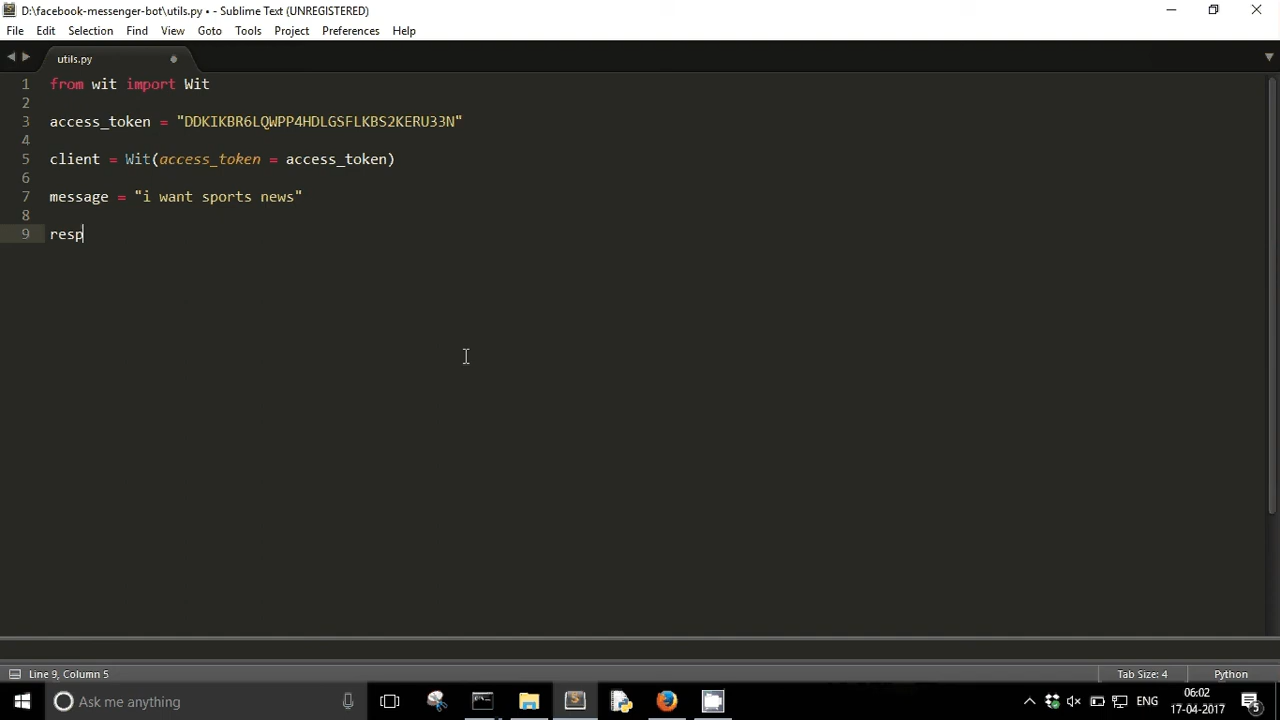 D:\facebook-messenger-bot\utils.py • - Sublime Text (UNREGISTERED)
File Edit Selection Find View Goto Tools Project Preferences Help
utils.py
1 from wit import Wit
2
3 access_token = "DDKIKBR6LQWPP4HDLGSFLKBS2KERU33N"
4
5 client = Wit(access_token = access_token)
6
7 message = "i want sports news"
8
9 resp
Line 9, Column 5 Tab Size: 4 Python
Ask me anything ENG 06:02
17-04-2017 5